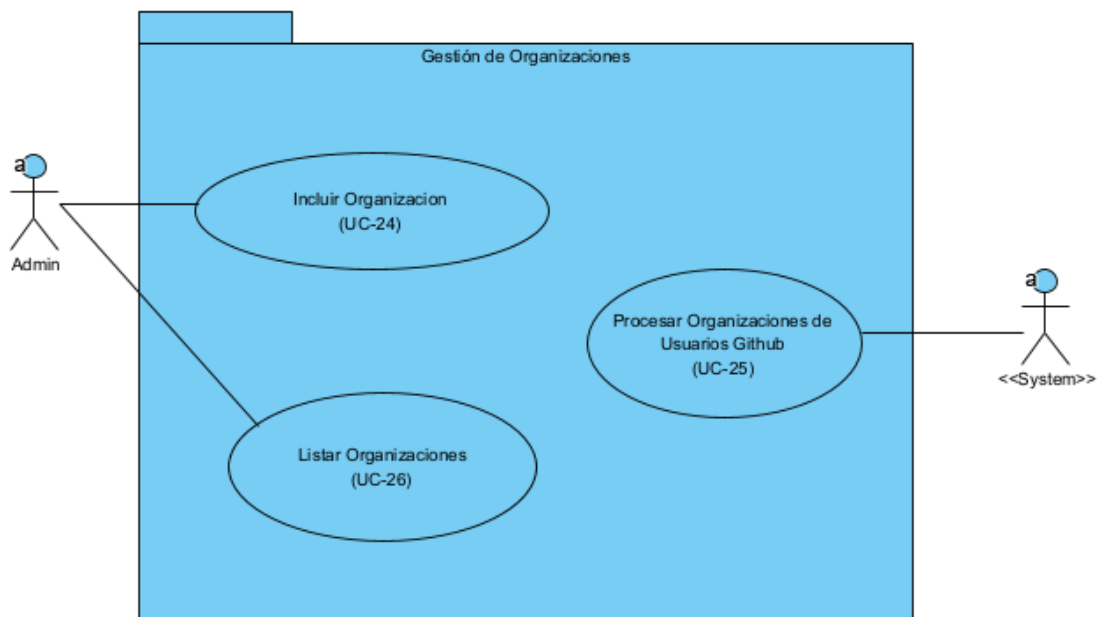 Gestión de Organizaciones
a
Admin
Incluir Organizacion
(UC-24)
Procesar Organizaciones de
Usuarios Github
(UC-25)
a
<<System>>
Listar Organizaciones
(UC-26)